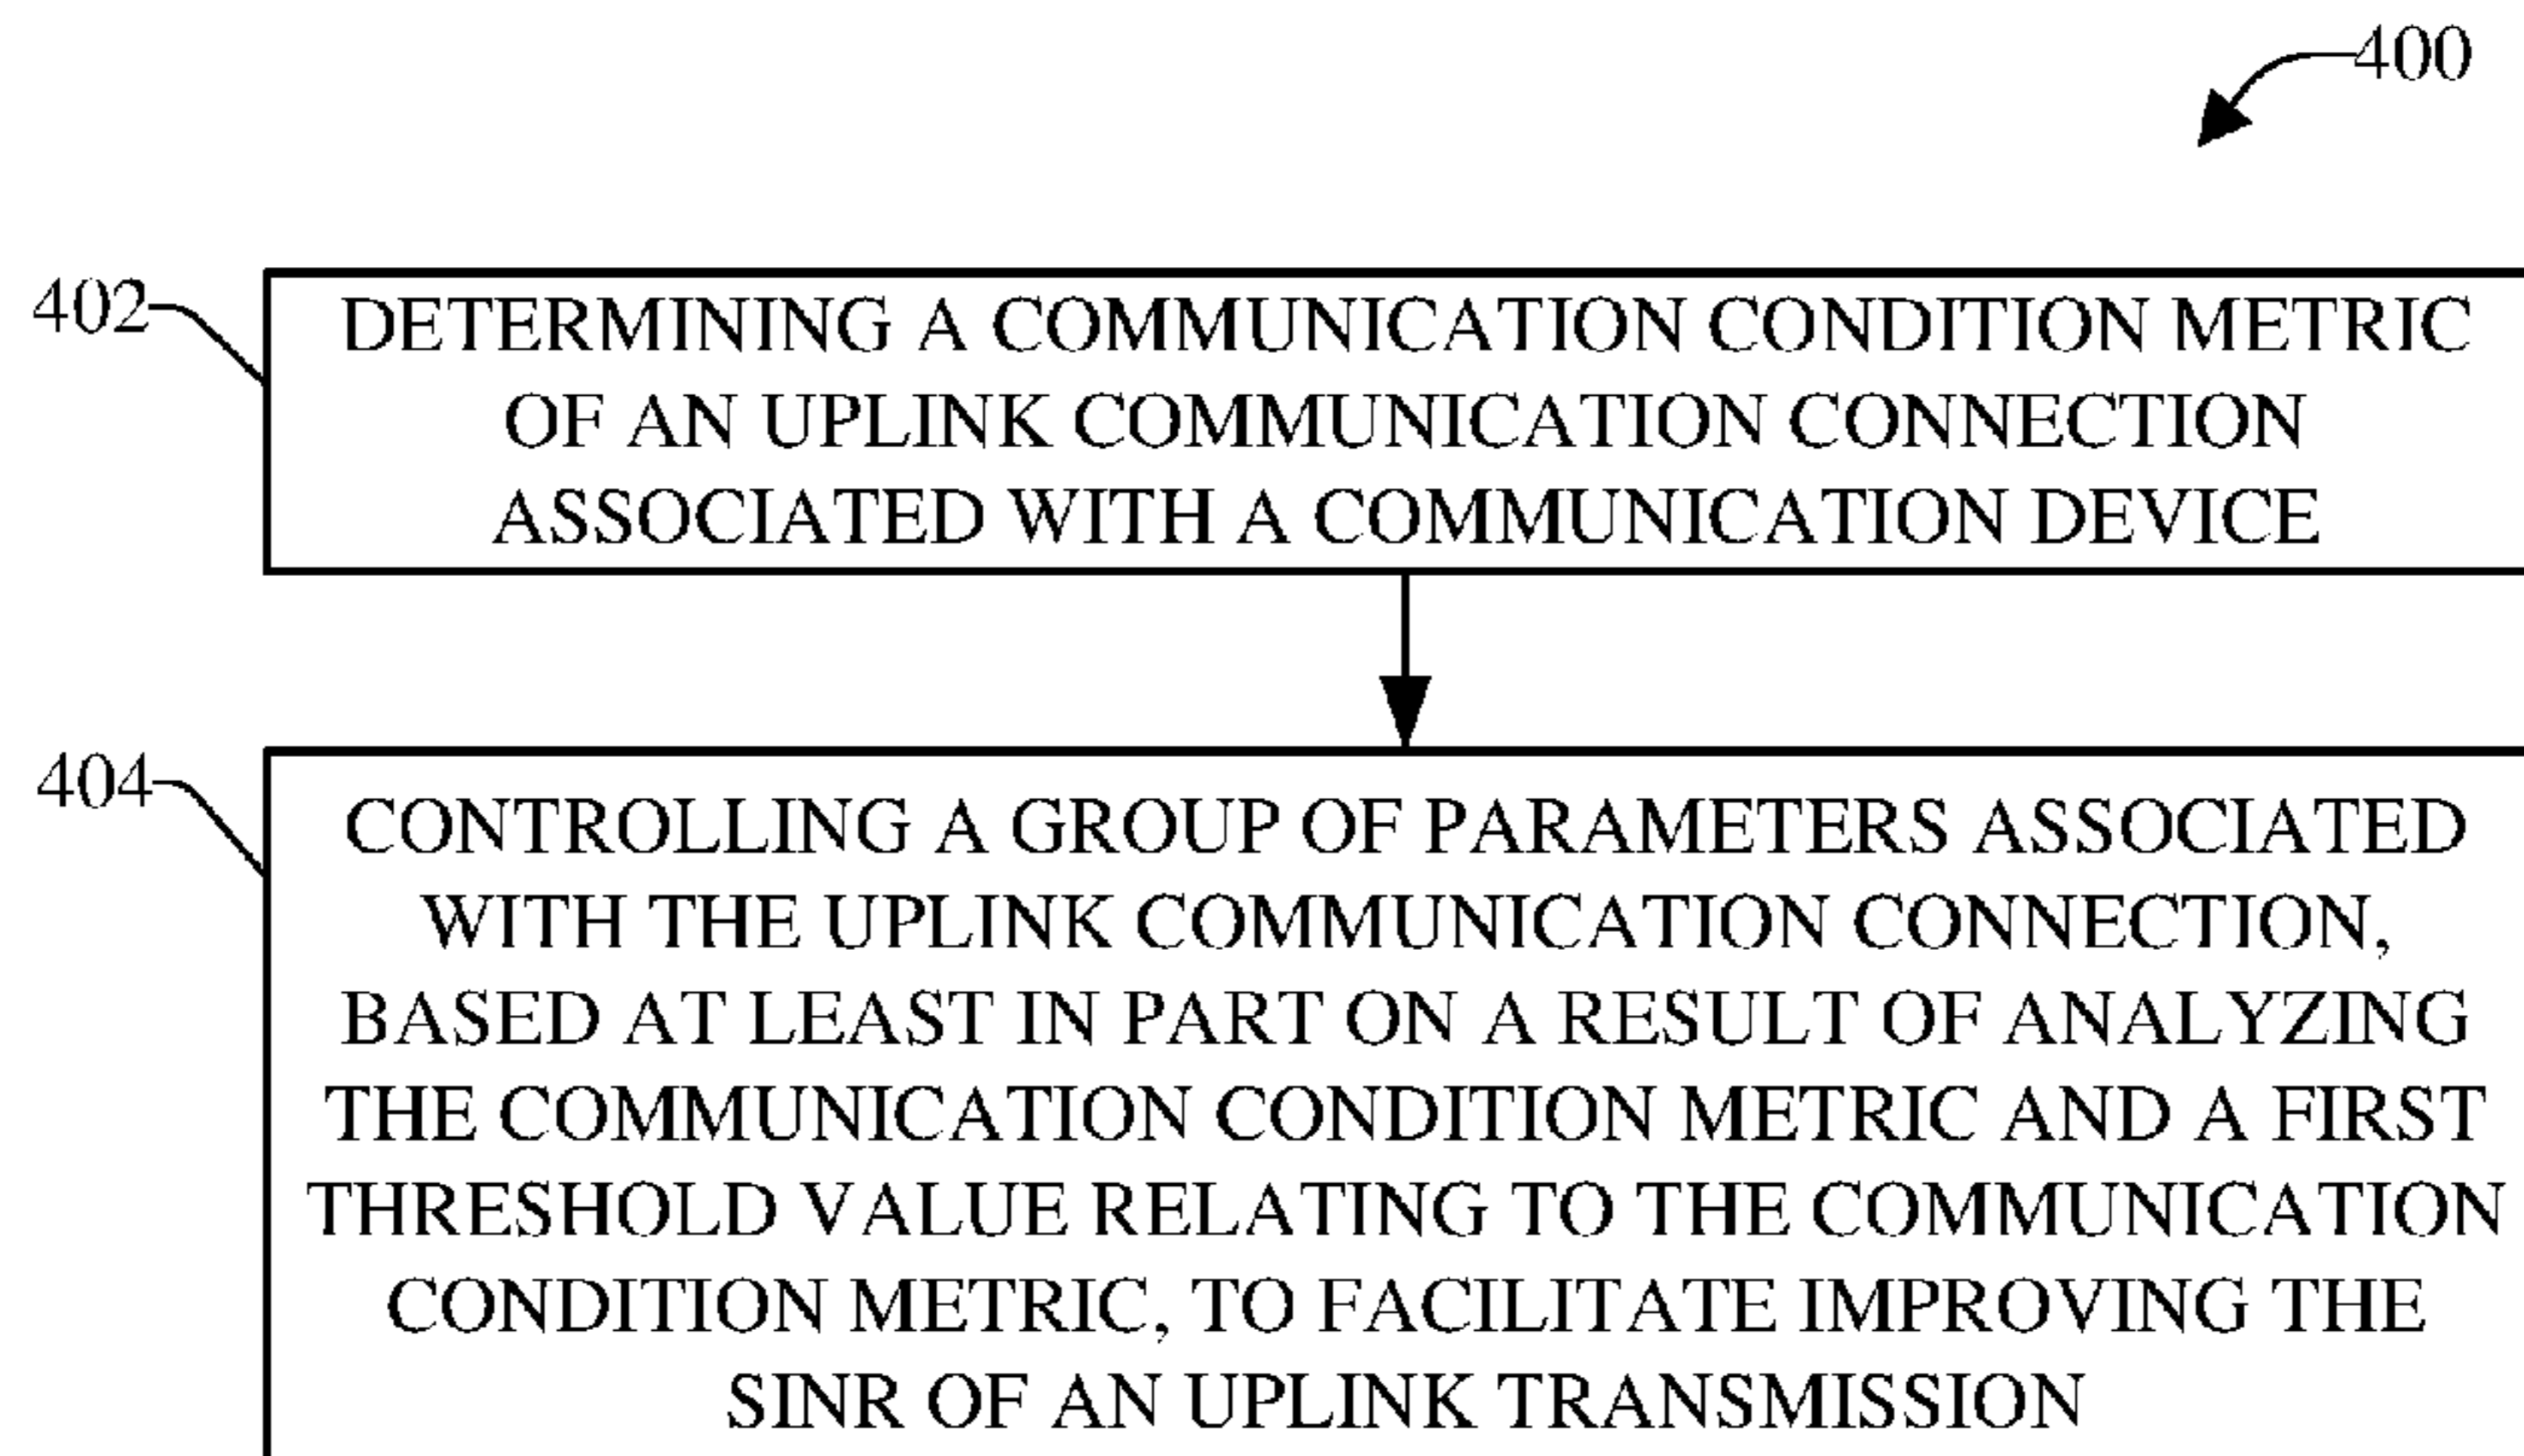 400
402
DETERMINING A COMMUNICATION CONDITION METRIC
OF AN UPLINK COMMUNICATION CONNECTION
ASSOCIATED WITH A COMMUNICATION DEVICE
404
CONTROLLING A GROUP OF PARAMETERS ASSOCIATED
WITH THE UPLINK COMMUNICATION CONNECTION,
BASED AT LEAST IN PART ON A RESULT OF ANALYZING
THE COMMUNICATION CONDITION METRIC AND A FIRST
THRESHOLD VALUE RELATING TO THE COMMUNICATION
CONDITION METRIC, TO FACILITATE IMPROVING THE
SINR OF AN UPLINK TRANSMISSION